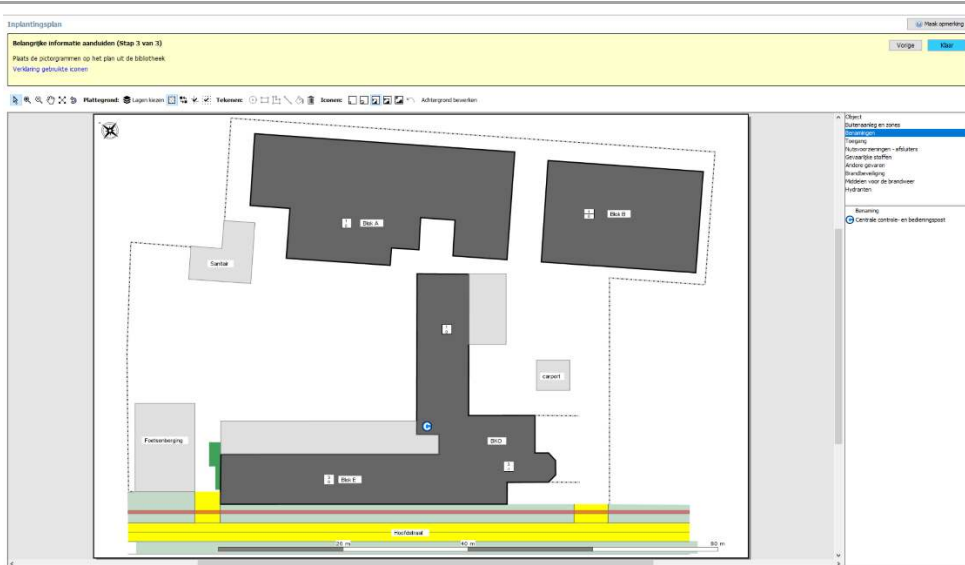 Inplantingsplan
Maak opmerking
Belangrijke informatie aanduiden (Stap 3 van 3)
Vorige
Klaar
Plaats de pictogrammen op het plan uit de bibliotheek
Verklaring gebruikte iconen
Plattegrond:
Lagen kiezen
Tekenen:
Iconen:
Achtergrond bewerken
Object
Buitenaanleg en zones
Benamingen
Toegang
Nutsvoorzieningen - afsluiters
Gevaarlijke stoffen
Andere gevaren
Brandbeveiliging
Middelen voor de brandweer
Hydranten
Benaming
C Centrale controle- en bedieningspost
Blok A
Blok B
Sanitair
carport
C
Fietsenberging
BKO
Blok E
Hoofdstraat
20 m
40 m
80 m